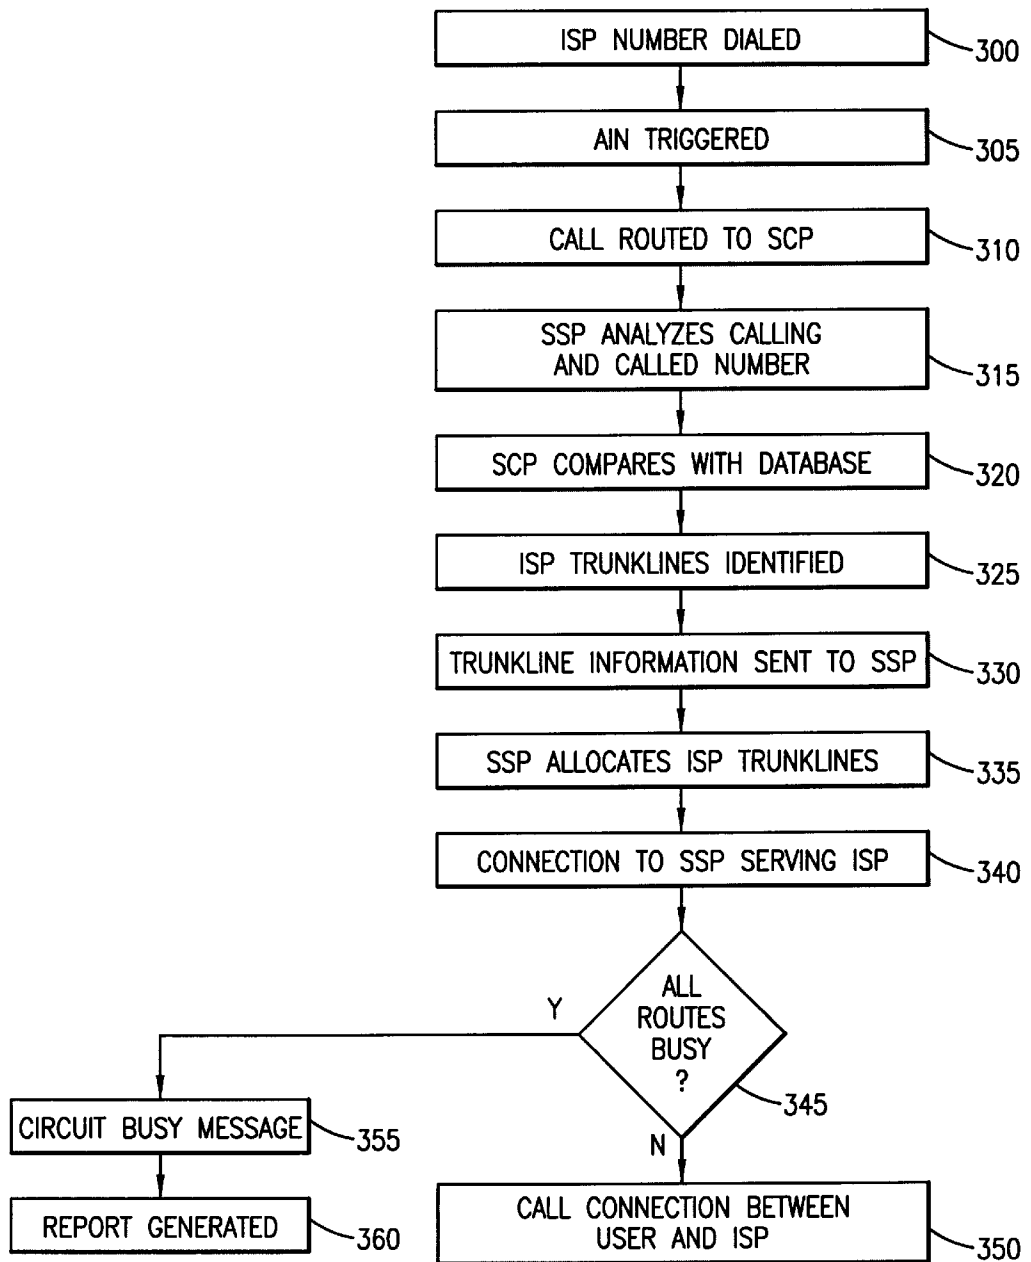 ISP NUMBER DIALED
300
AIN TRIGGERED
305
CALL ROUTED TO SCP
310
SSP ANALYZES CALLING
AND CALLED NUMBER
315
SCP COMPARES WITH DATABASE
320
ISP TRUNKLINES IDENTIFIED
325
TRUNKLINE INFORMATION SENT TO SSP
330
SSP ALLOCATES ISP TRUNKLINES
335
CONNECTION TO SSP SERVING ISP
340
ALL
ROUTES
BUSY
?
345
Y
N
CIRCUIT BUSY MESSAGE
355
REPORT GENERATED
360
CALL CONNECTION BETWEEN
USER AND ISP
350